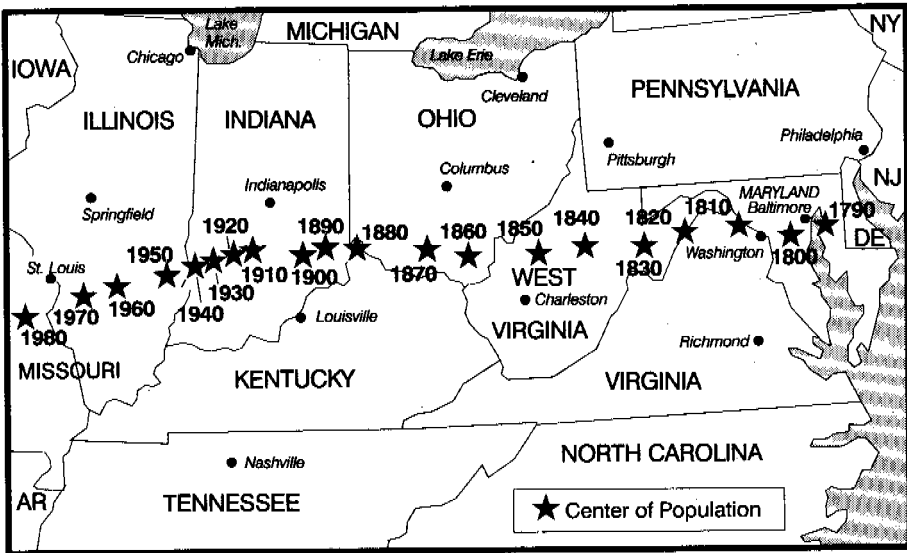 NY
MICHIGAN
Lake
Mich.
Chicago
IOWA
Lake Erie
Cleveland
PENNSYLVANIA
ILLINOIS
INDIANA
OHIO
Philadelphia
Pittsburgh
Columbus
NJ
Indianapolis
MARYLAND
Baltimore
Springfield
1790
1810
1820
1840
1850
1860
1880
1890
1920
1950
DE
Washington
1800
1830
1870
1900
1910
1930
1940
St. Louis
WEST
VIRGINIA
Charleston
1960
1970
1980
Louisville
Richmond
MISSOURI
KENTUCKY
VIRGINIA
NORTH CAROLINA
Nashville
AR
TENNESSEE
Center of Population